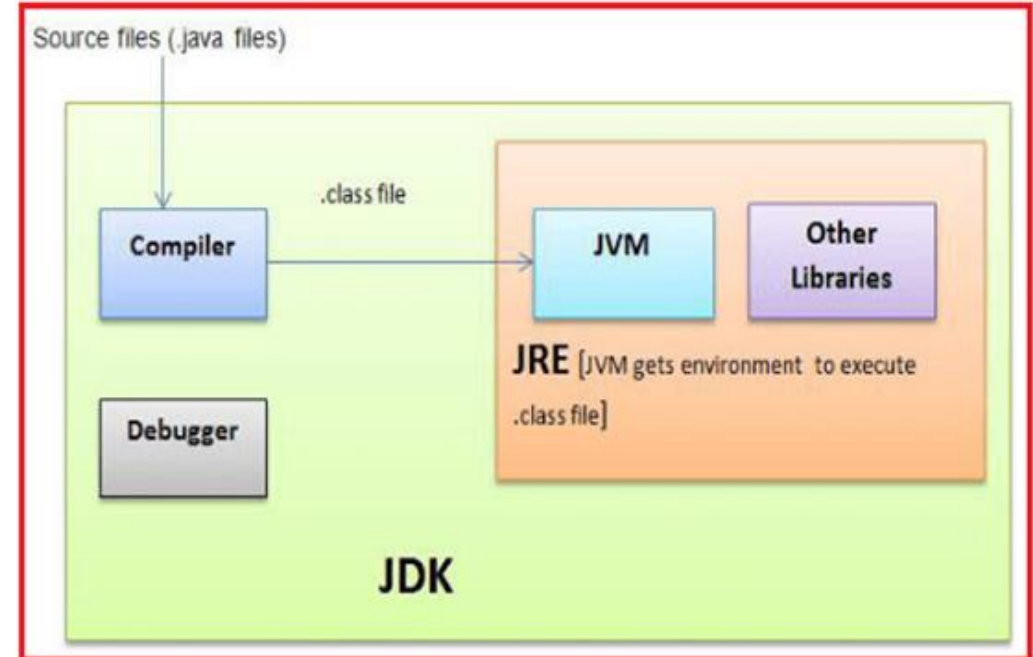 Source files (.java files)
.class file
Compiler
JVM
Other
Libraries
JRE [JVM gets environment to execute
.class file]
Debugger
JDK